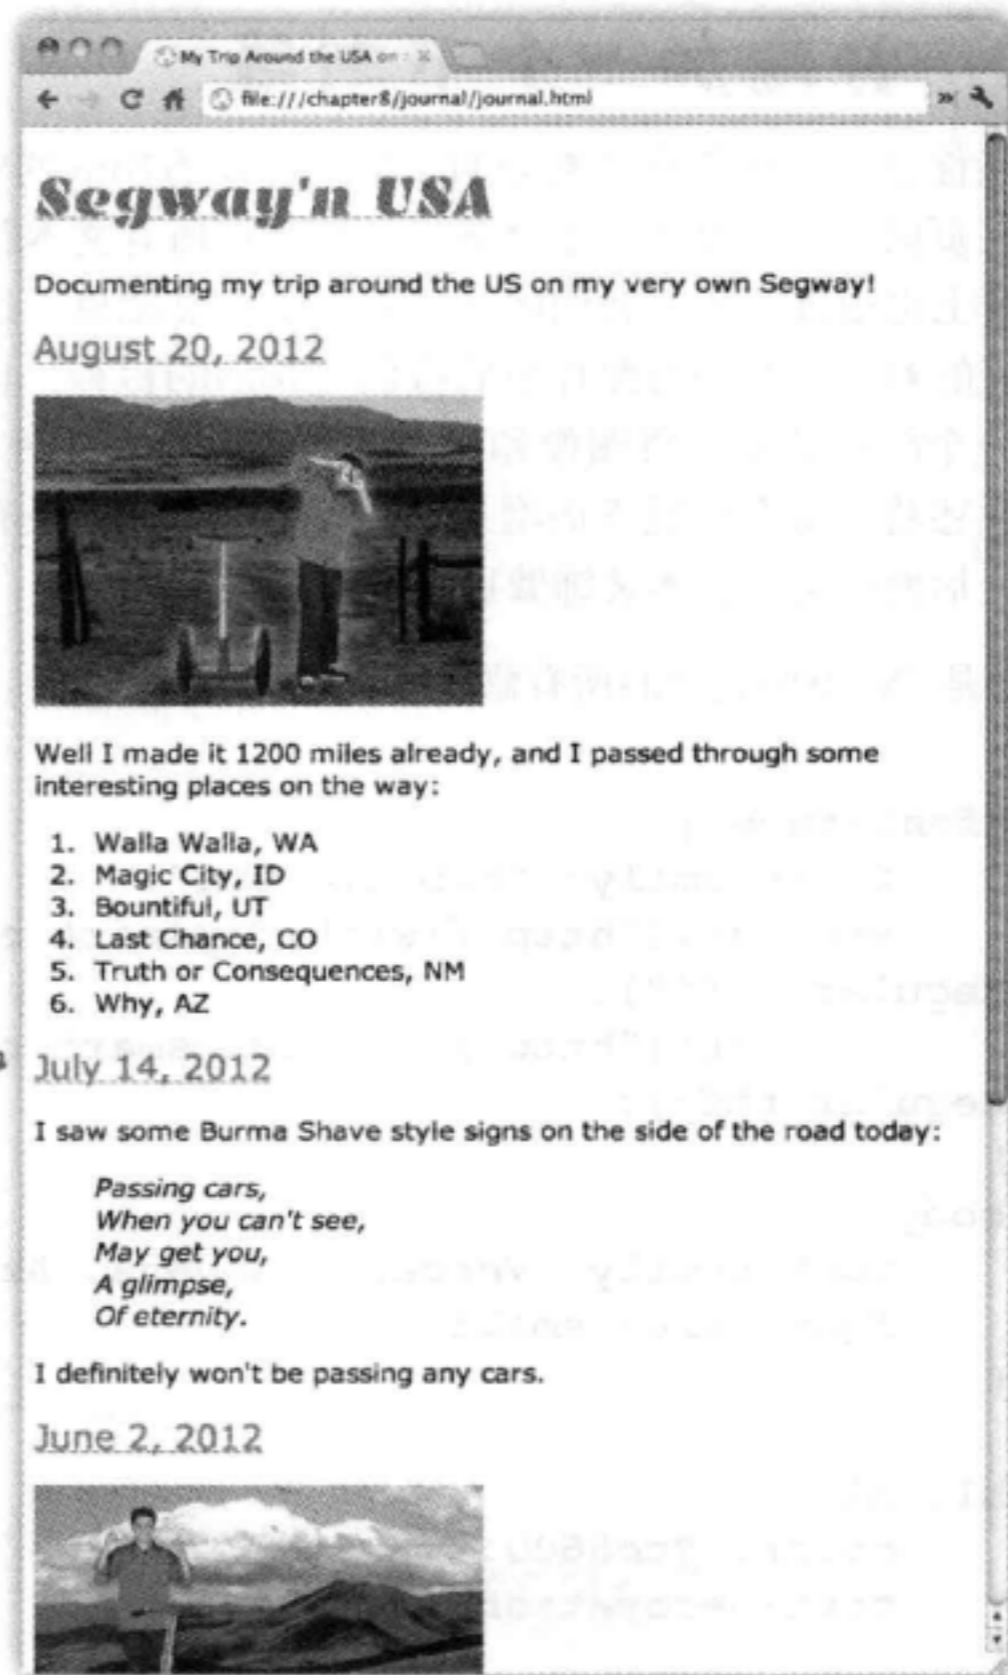 My Trip Around the USA on
file:///chapter8/journal/journal.html
Segway'n USA
Documenting my trip around the US on my very own Segway!
August 20, 2012
Well I made it 1200 miles already, and I passed through some
interesting places on the way:
1. Walla Walla, WA
2. Magic City, ID
3. Bountiful, UT
4. Last Chance, CO
5. Truth or Consequences, NM
6. Why, AZ
July 14, 2012
I saw some Burma Shave style signs on the side of the road today:
Passing cars,
When you can't see,
May get you,
A glimpse,
Of eternity.
I definitely won't be passing any cars.
June 2, 2012